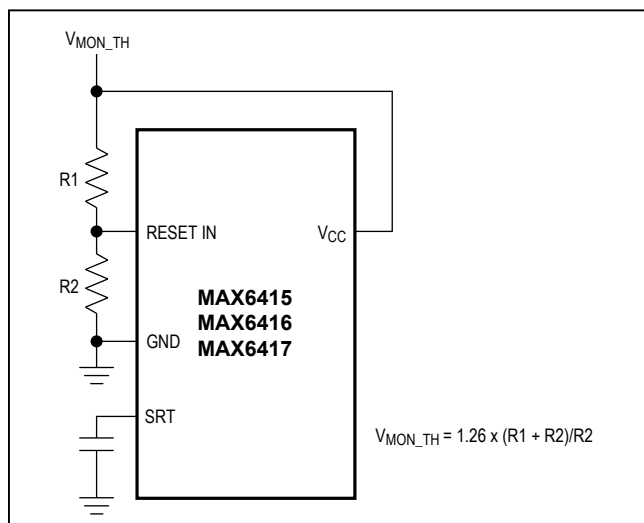 VMON_TH
R1
RESET IN
VCC
R2
MAX6415
MAX6416
MAX6417
GND
SRT
VMON_TH = 1.26 x (R1 + R2)/R2